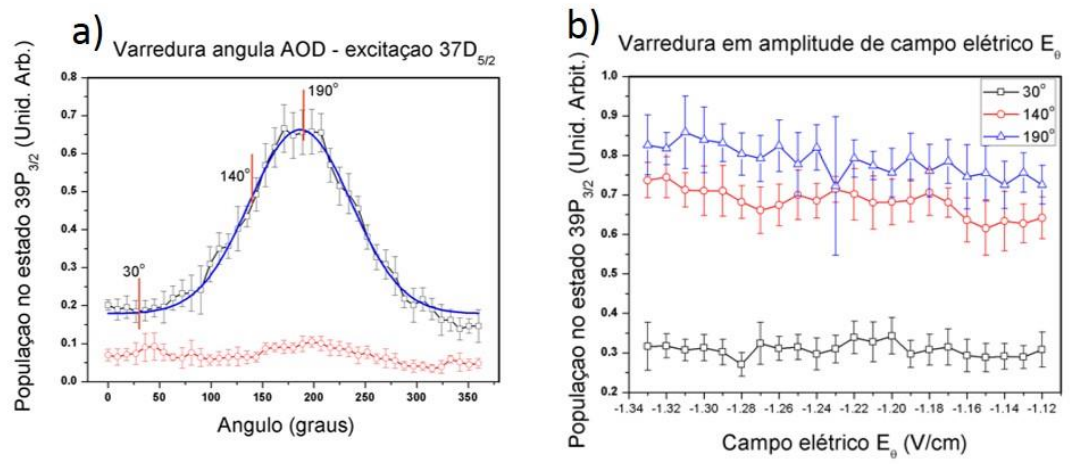 a)
Varredura angula AOD - excitaçao 37D5/2
População no estado 39P3/2 (Unid. Arb.)
0.8
0.7
0.6
0.5
0.4
0.3
0.2
0.1
0.0
30°
140°
190°
0 50 100 150 200 250 300 350
Angulo (graus)
b)
Varredura em amplitude de campo elétrico Eθ
População no estado 39P3/2 (Unid. Arbit.)
1.0
0.9
0.8
0.7
0.6
0.5
0.4
0.3
0.2
30°
140°
190°
-1.34 -1.32 -1.30 -1.28 -1.26 -1.24 -1.22 -1.20 -1.18 -1.16 -1.14 -1.12
Campo elétrico Eθ (V/cm)